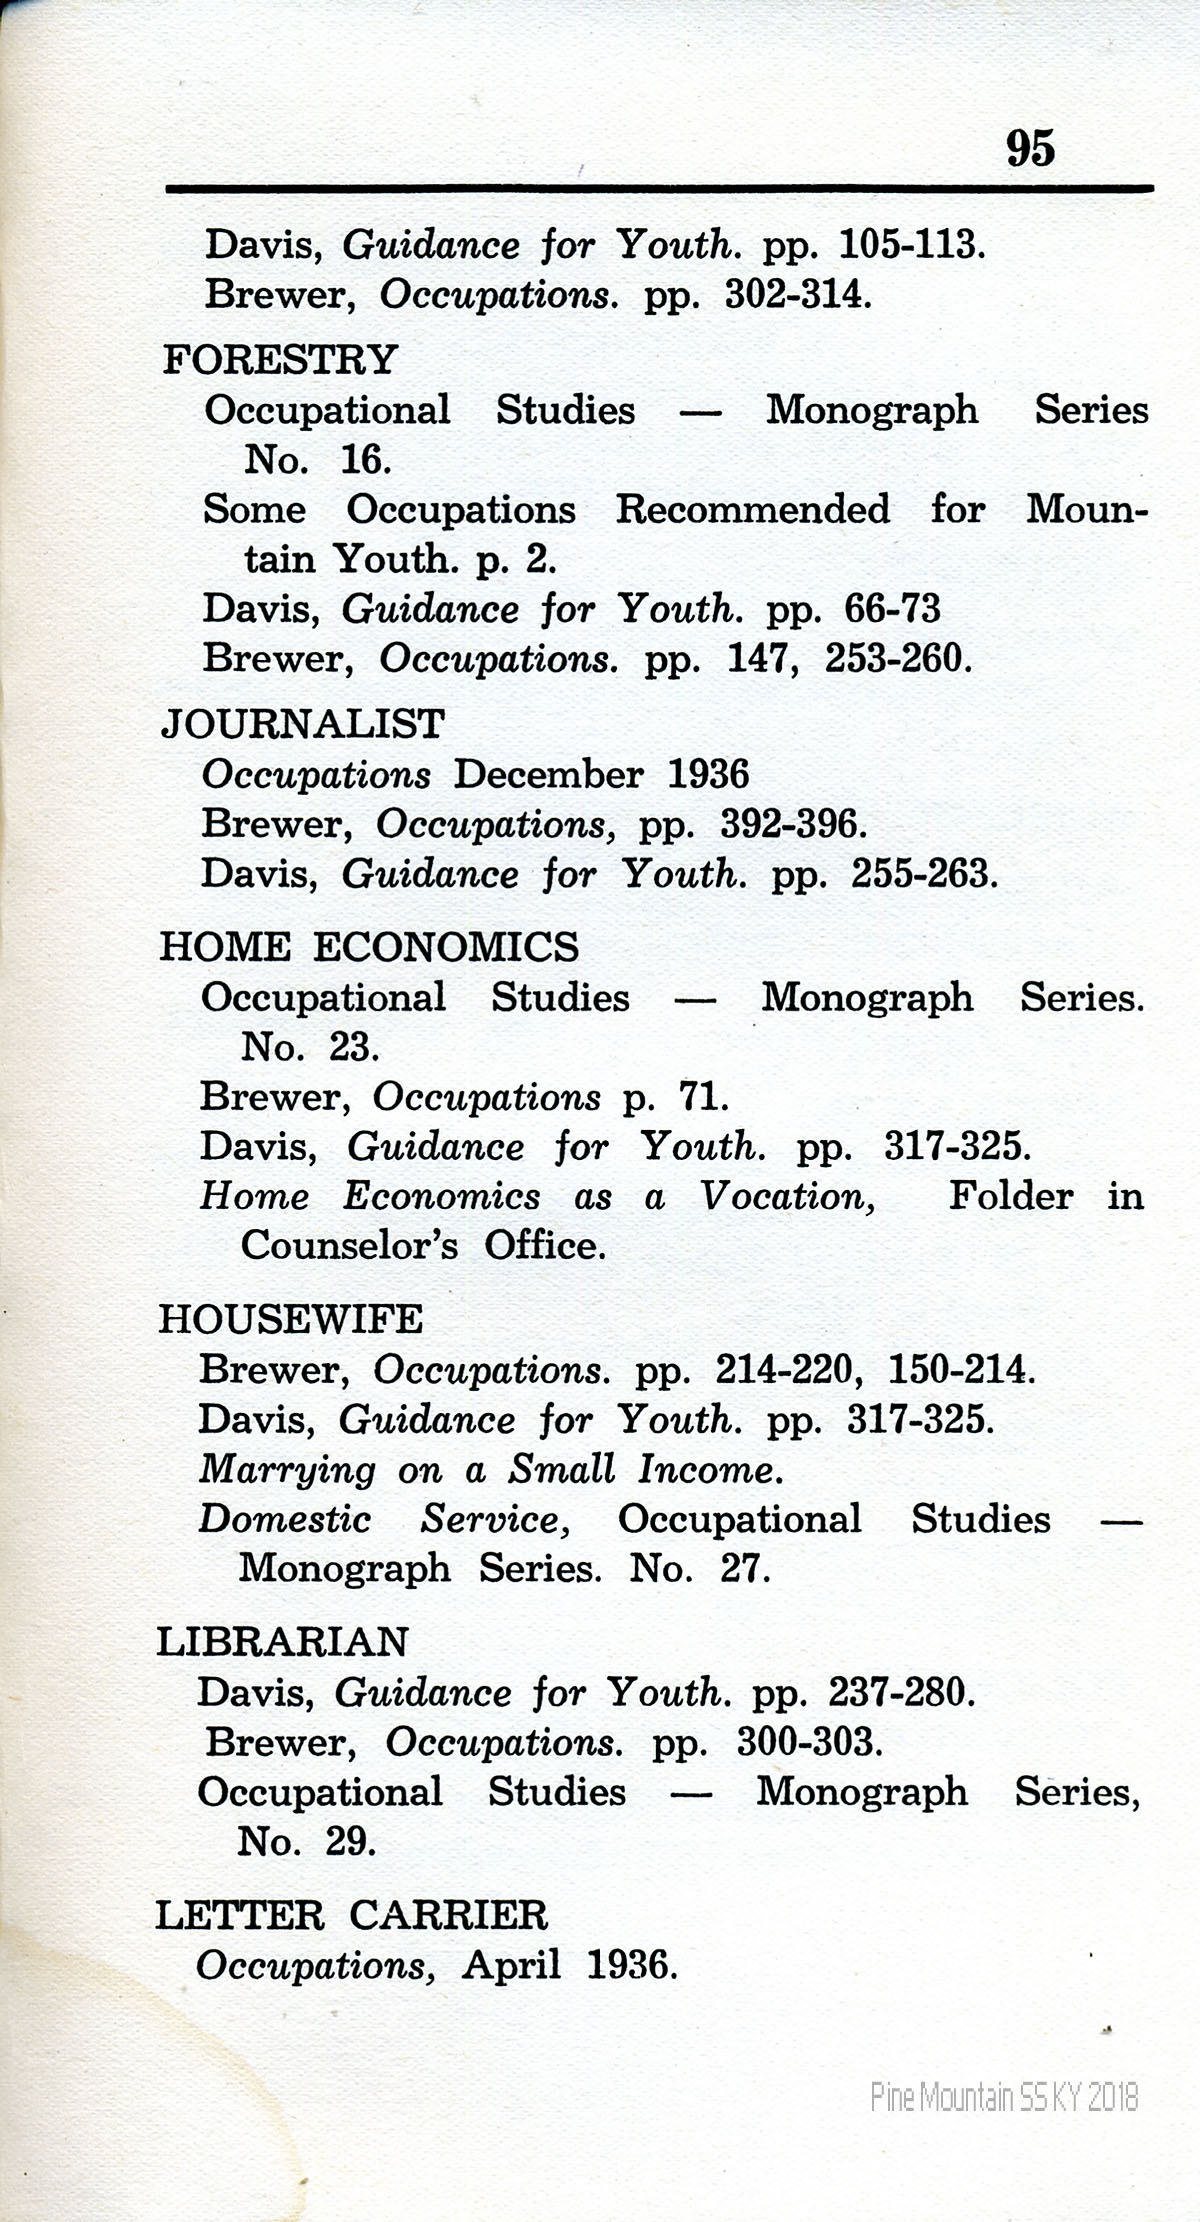 95
Davis, Guidance for Youth. pp. 105-113.
Brewer, Occupations. pp. 302-314.
FORESTRY
Occupational Studies — Monograph Series
No. 16.
Some Occupations Recommended for Moun-
tain Youth. p. 2.
Davis, Guidance for Youth. pp. 66-73
Brewer, Occupations. pp. 147, 253-260.
JOURNALIST
Occupations December 1936
Brewer, Occupations, pp. 392-396.
Davis, Guidance for Youth. pp. 255-263.
HOME ECONOMICS
Occupational Studies — Monograph Series.
No. 23.
Brewer, Occupations p. 71.
Davis, Guidance for Youth. pp. 317-325.
Home Economics as a Vocation, Folder in
Counselor's Office.
HOUSEWIFE
Brewer, Occupations. pp. 214-220, 150-214.
Davis, Guidance for Youth. pp. 317-325.
Marrying on a Small Income.
Domestic Service, Occupational Studies —
Monograph Series. No. 27.
LIBRARIAN
Davis, Guidance for Youth. pp. 237-280.
Brewer, Occupations. pp. 300-303.
Occupational Studies — Monograph Series,
No. 29.
LETTER CARRIER
Occupations, April 1936.
Pine Mountain SS KY 2018